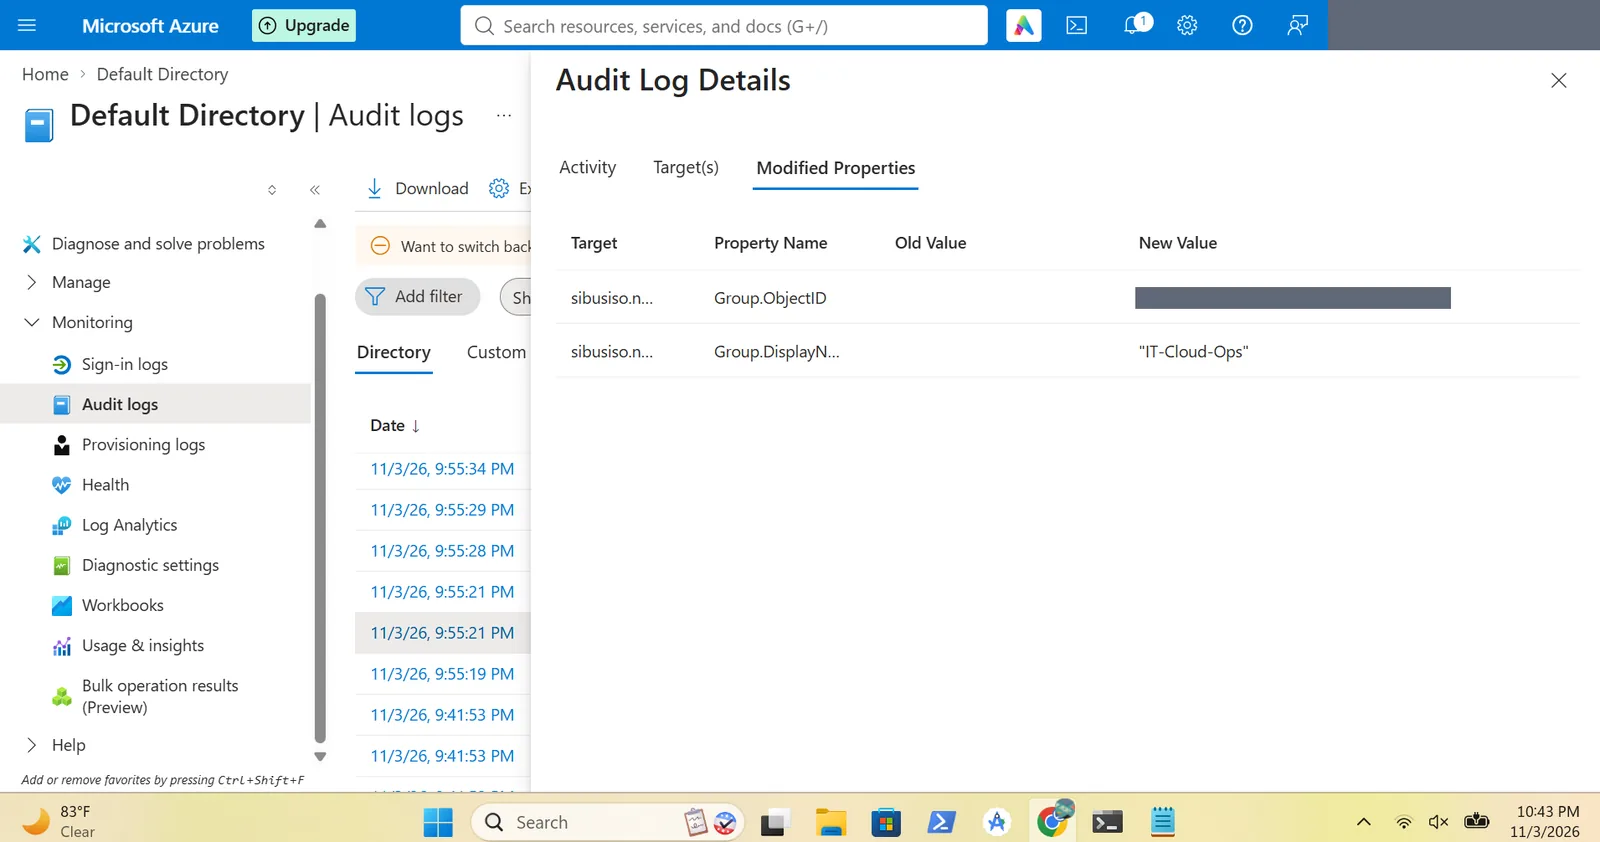 Microsoft Azure
Upgrade
Search resources, services, and docs (G+/)
1
Home > Default Directory
Default Directory | Audit logs
...
Download
Ex
Want to switch back
Add filter
Sh
Directory
Custom
Date ↓
11/3/26, 9:55:34 PM
11/3/26, 9:55:29 PM
11/3/26, 9:55:28 PM
11/3/26, 9:55:21 PM
11/3/26, 9:55:21 PM
11/3/26, 9:55:19 PM
11/3/26, 9:41:53 PM
11/3/26, 9:41:53 PM
Diagnose and solve problems
Manage
Monitoring
Sign-in logs
Audit logs
Provisioning logs
Health
Log Analytics
Diagnostic settings
Workbooks
Usage & insights
Bulk operation results
(Preview)
Help
Add or remove favorites by pressing Ctrl+Shift+F
Audit Log Details
Activity
Target(s)
Modified Properties
Target Property Name Old Value New Value
sibusiso.n... Group.ObjectID
sibusiso.n... Group.DisplayN... "IT-Cloud-Ops"
83°F
Clear
Search
10:43 PM
11/3/2026